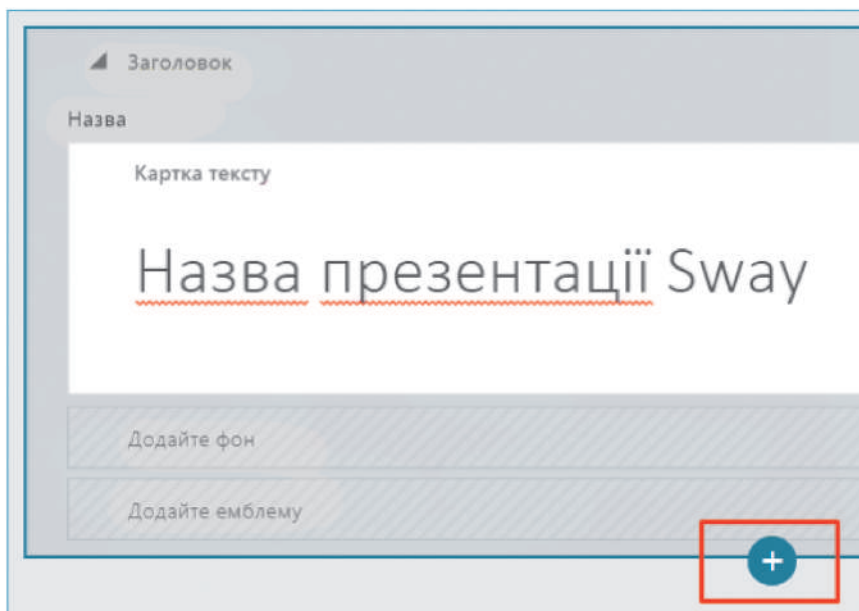 Заголовок
Назва
Картка тексту
Назва презентації Sway
Додайте фон
Додайте емблему